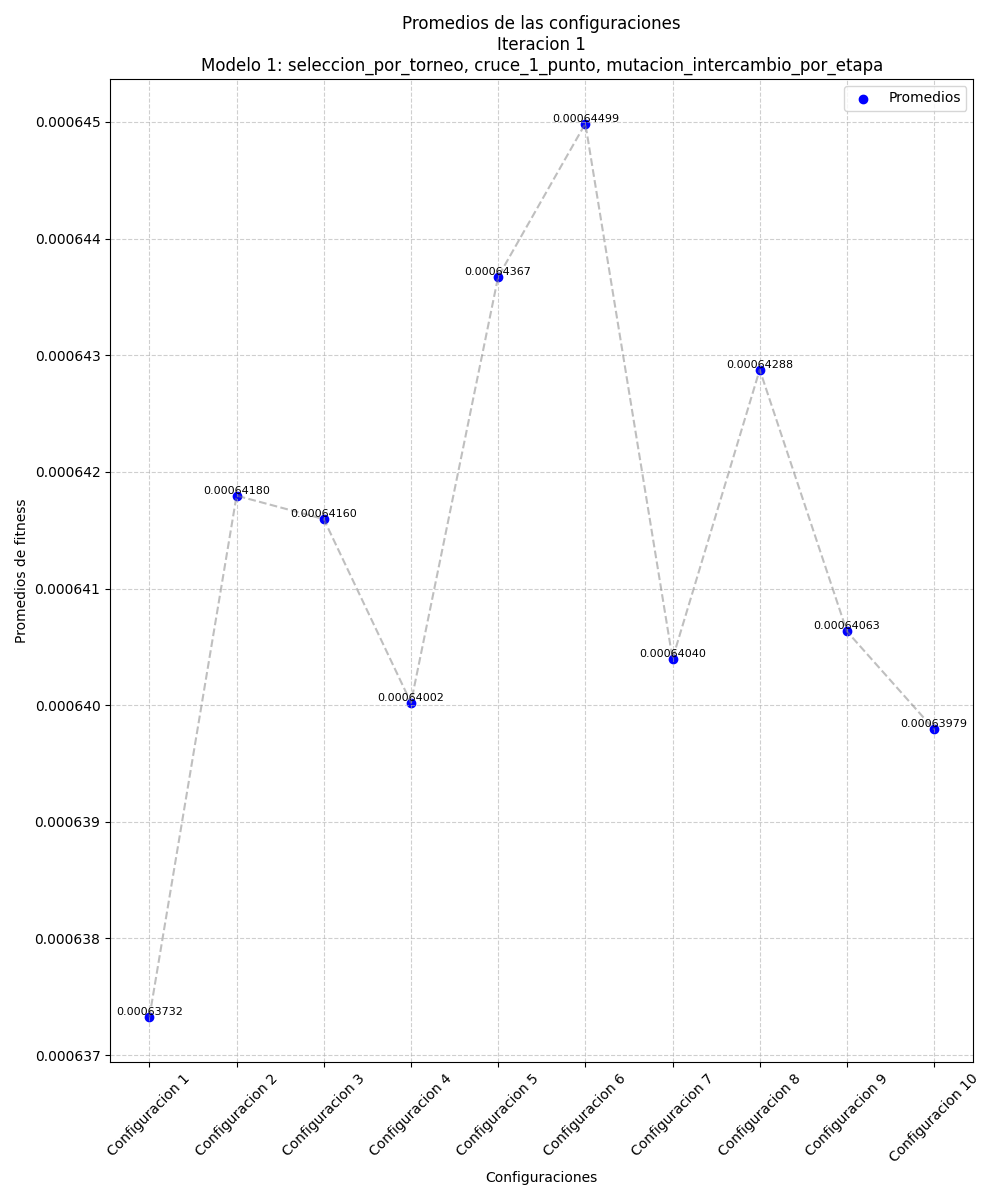 Promedios de las configuraciones
Iteracion 1
Modelo 1: seleccion_por_torneo, cruce_1_punto, mutacion_intercambio_por_etapa
Promedios
0.000645
0.000644
0.000643
0.000642
0.000641
0.000640
0.000639
0.000638
0.000637
Promedios de fitness
0.00063732
0.00064180
0.00064160
0.00064002
0.00064367
0.00064499
0.00064040
0.00064288
0.00064063
0.00063979
Configuracion 1
Configuracion 2
Configuracion 3
Configuracion 4
Configuracion 5
Configuracion 6
Configuracion 7
Configuracion 8
Configuracion 9
Configuracion 10
Configuraciones